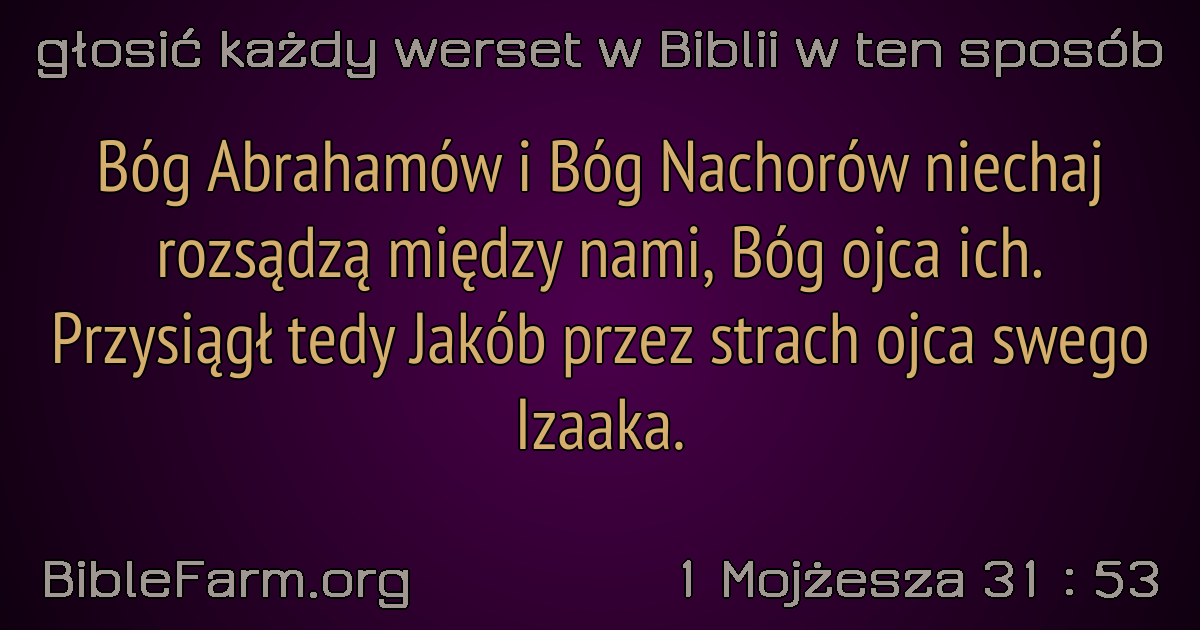 głosić każdy werset w Biblii w ten sposób
Bóg Abrahamów i Bóg Nachorów niechaj
rozsądzą między nami, Bóg ojca ich.
Przysiągł tedy Jakób przez strach ojca swego
Izaaka.
BibleFarm.org
1 Mojżesza 31 : 53